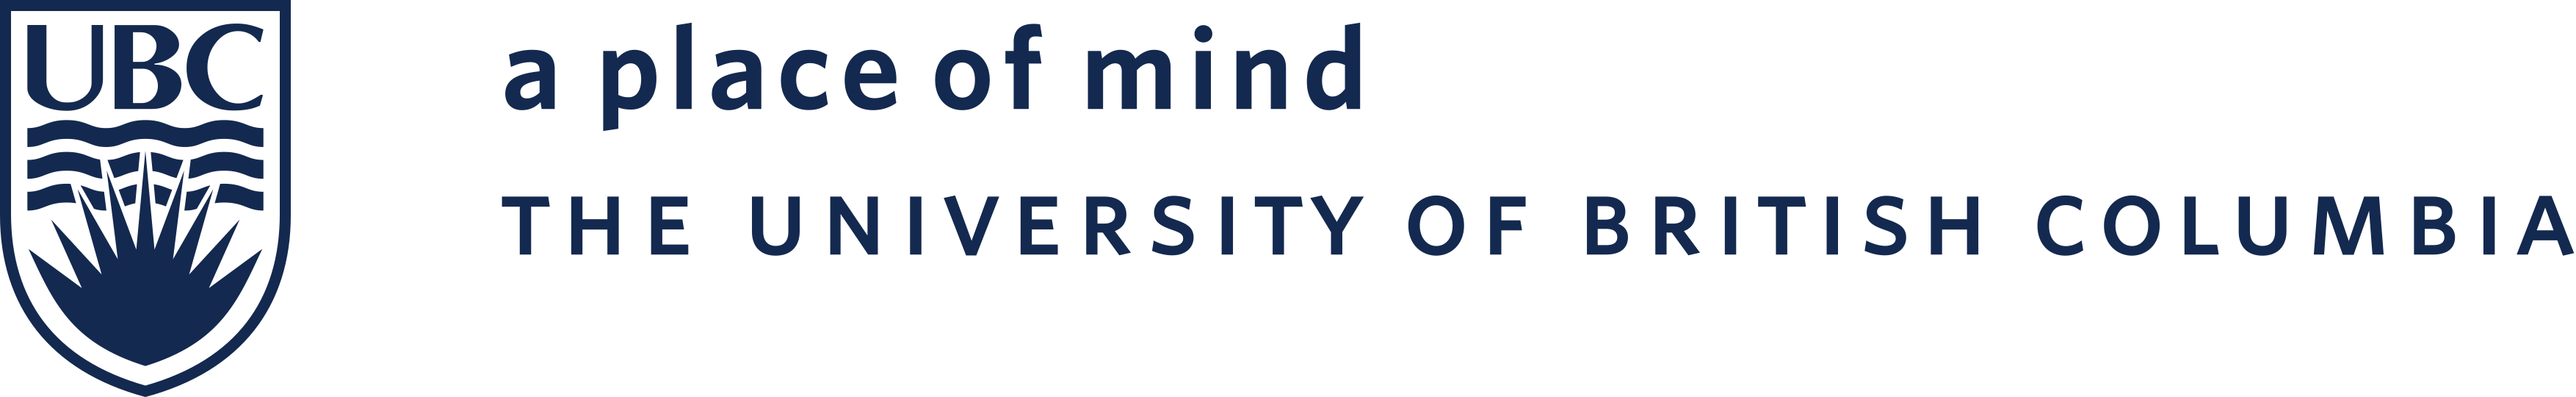 UBC
a place of mind
THE UNIVERSITY OF BRITISH COLUMBIA